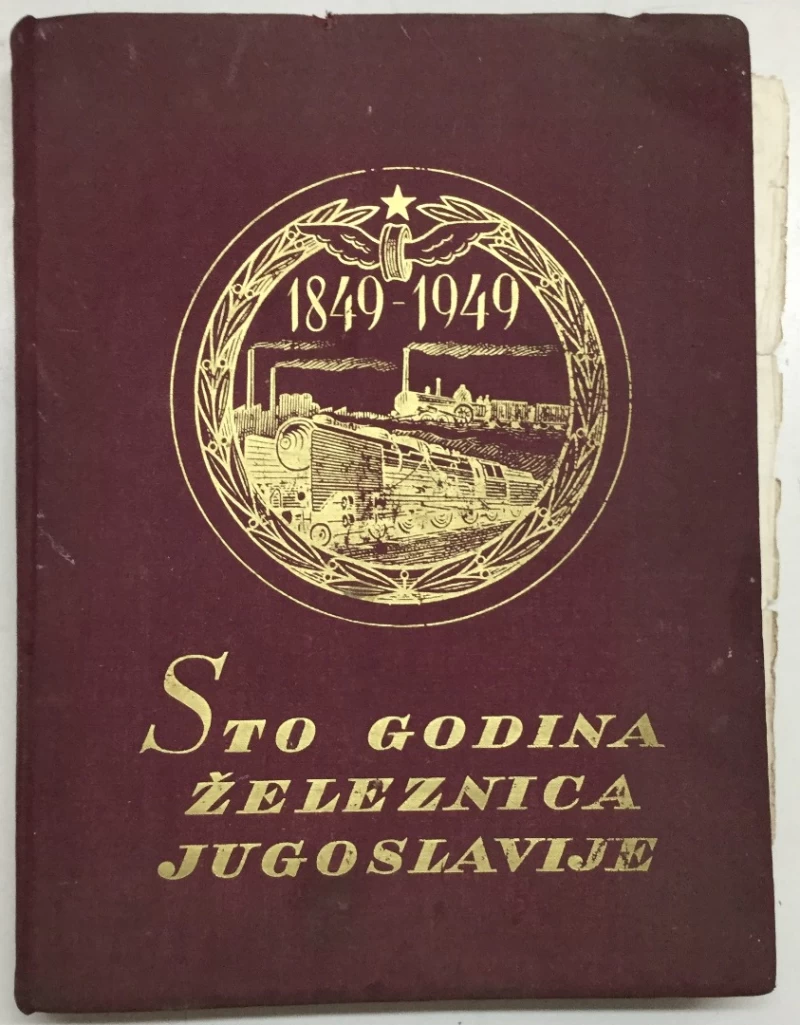 1849-1949
STO GODINA
ŽELEZNICA
JUGOSLAVIJE